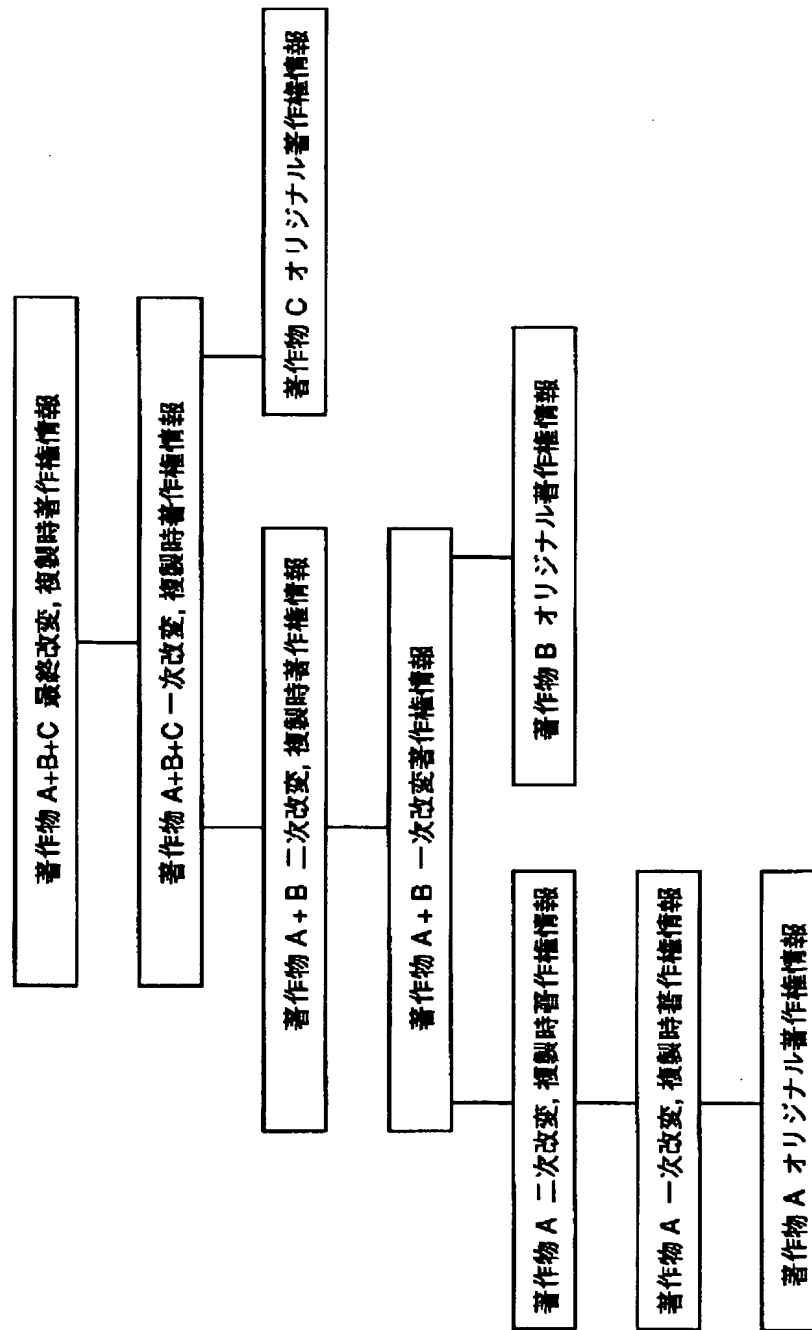 著作物 A+B+C 最終改変, 複製時著作権情報
著作物 A+B+C 一次改変, 複製時著作権情報
著作物 C オリジナル著作権情報
著作物 A + B 二次改変, 複製時著作権情報
著作物 A + B 一次改変著作権情報
著作物 B オリジナル著作権情報
著作物 A 二次改変, 複製時著作権情報
著作物 A 一次改変, 複製時著作権情報
著作物 A オリジナル著作権情報